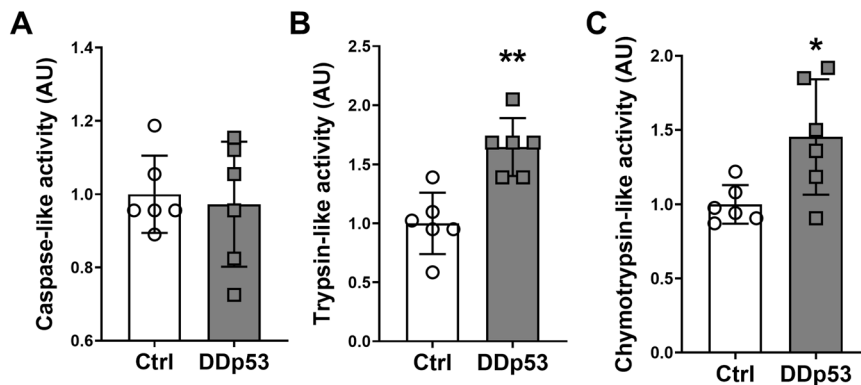 A
Caspase-like activity (AU)
1.4
1.2
1.0
0.8
0.6
Ctrl DDp53
B
Trypsin-like activity (AU)
2.5
2.0
1.5
1.0
0.5
0.0
**
Ctrl DDp53
C
Chymotrypsin-like activity (AU)
2.0
1.5
1.0
0.5
0.0
*
Ctrl DDp53